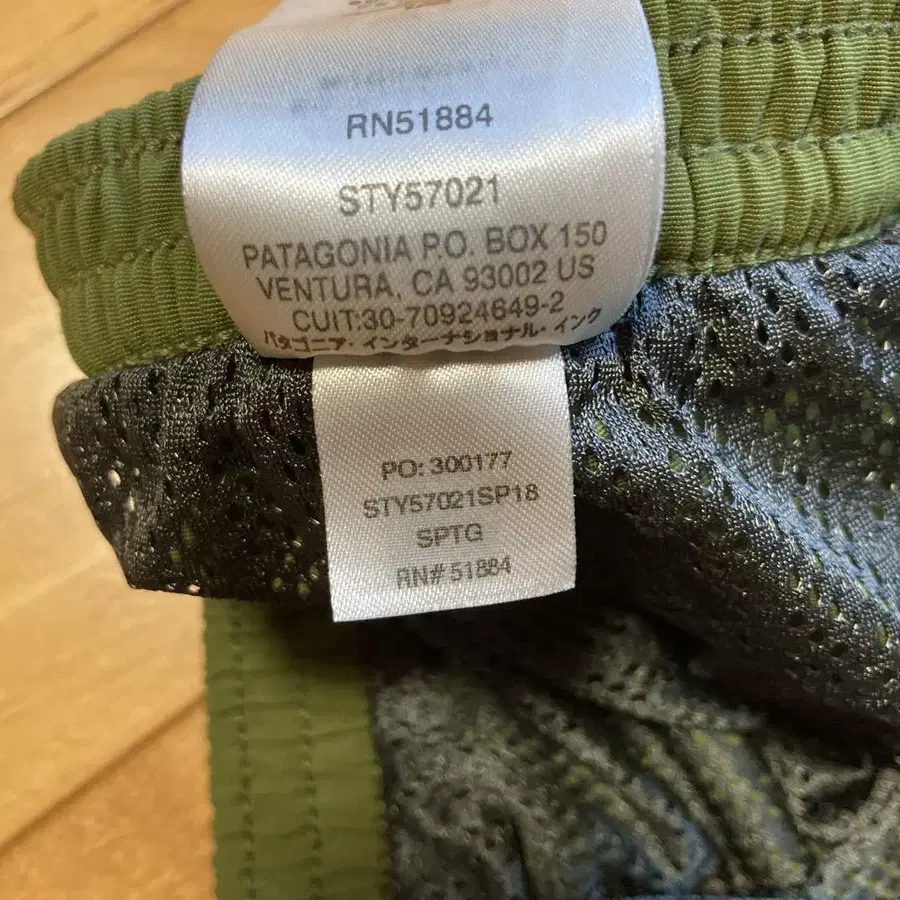 RN51884
STY57021
PATAGONIA P.O. BOX 150
VENTURA, CA 93002 US
CUIT:30-70924649-2
パタゴニア・インターナショナル・インク
PO: 300177
STY57021SP18
SPTG
RN# 51884